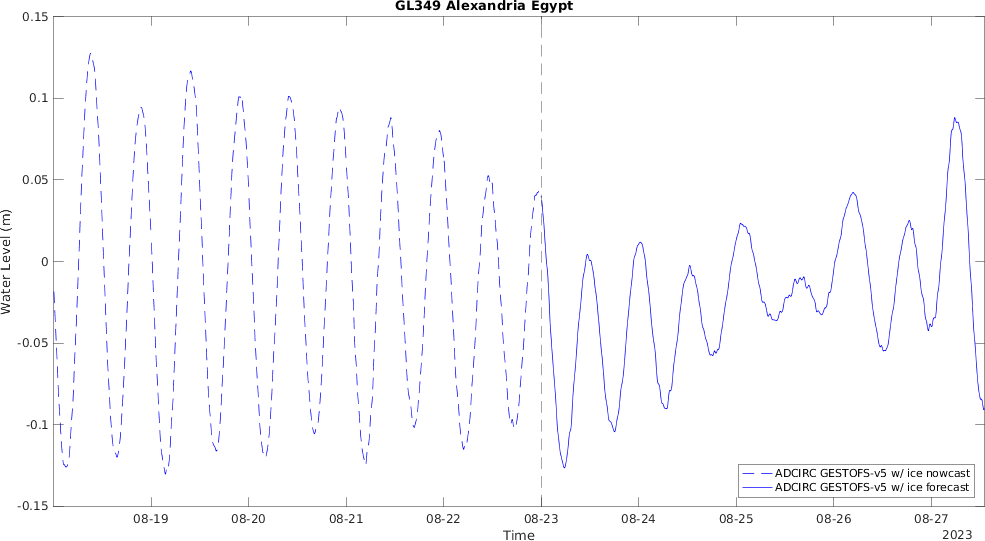 GL349 Alexandria Egypt
Water Level (m)
0.15
0.1
0.05
0
-0.05
-0.1
-0.15
08-19 08-20 08-21 08-22 08-23 08-24 08-25 08-26 08-27
Time
2023
ADCIRC GESTOFS-v5 w/ ice nowcast
ADCIRC GESTOFS-v5 w/ ice forecast